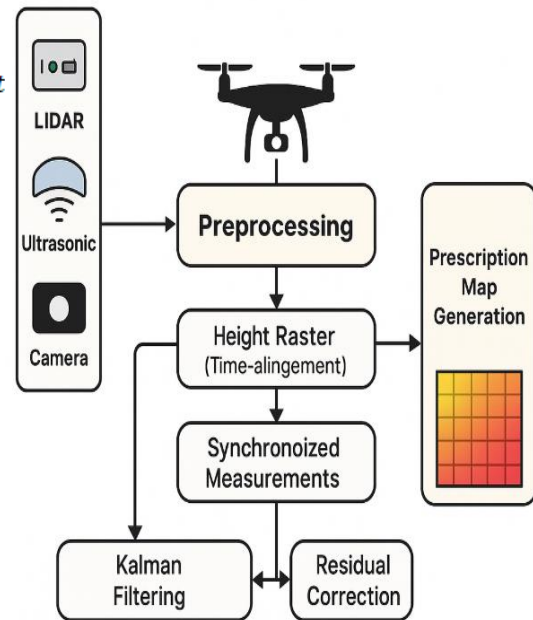 t
LIDAR
Ultrasonic
Camera
Preprocessing
Height Raster
(Time-alingement)
Synchronoized
Measurements
Kalman
Filtering
Residual
Correction
Prescription
Map
Generation